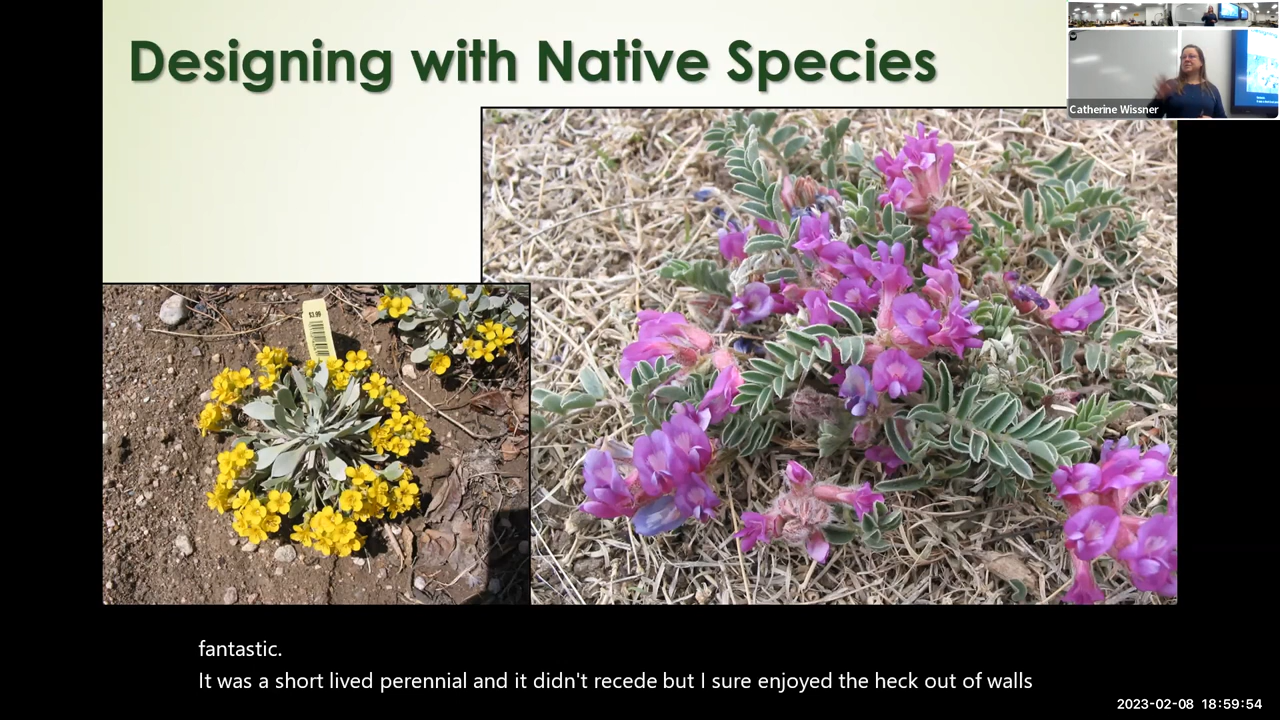 Designing with Native Species
Catherine Wissner
$3.99
fantastic.
It was a short lived perennial and it didn't recede but I sure enjoyed the heck out of walls
2023-02-08 18:59:54